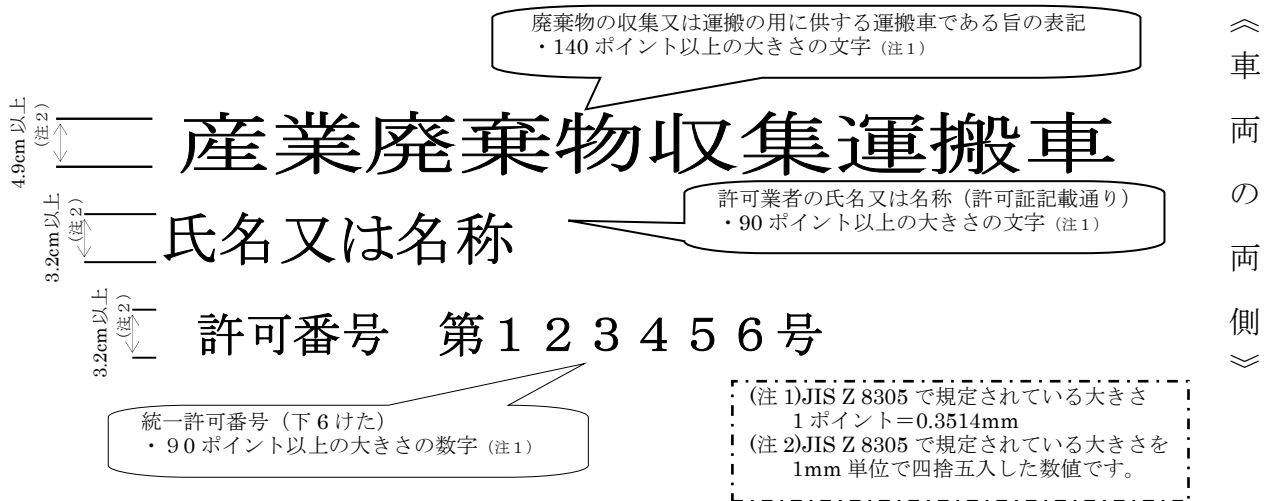 廃棄物の収集又は運搬の用に供する運搬車である旨の表記
・140 ポイント以上の大きさの文字（注１）
4.9cm 以上
（注２）
産業廃棄物収集運搬車
許可業者の氏名又は名称（許可証記載通り）
・90 ポイント以上の大きさの文字（注１）
3.2cm以上
（注２）
氏名又は名称
3.2cm以上
（注２）
許可番号　第１２３４５６号
統一許可番号（下 6 けた）
・９0 ポイント以上の大きさの数字（注１）
(注 1)JIS Z 8305 で規定されている大きさ
1 ポイント＝0.3514mm
(注 2)JIS Z 8305 で規定されている大きさを
1mm 単位で四捨五入した数値です。
《車両の両側》